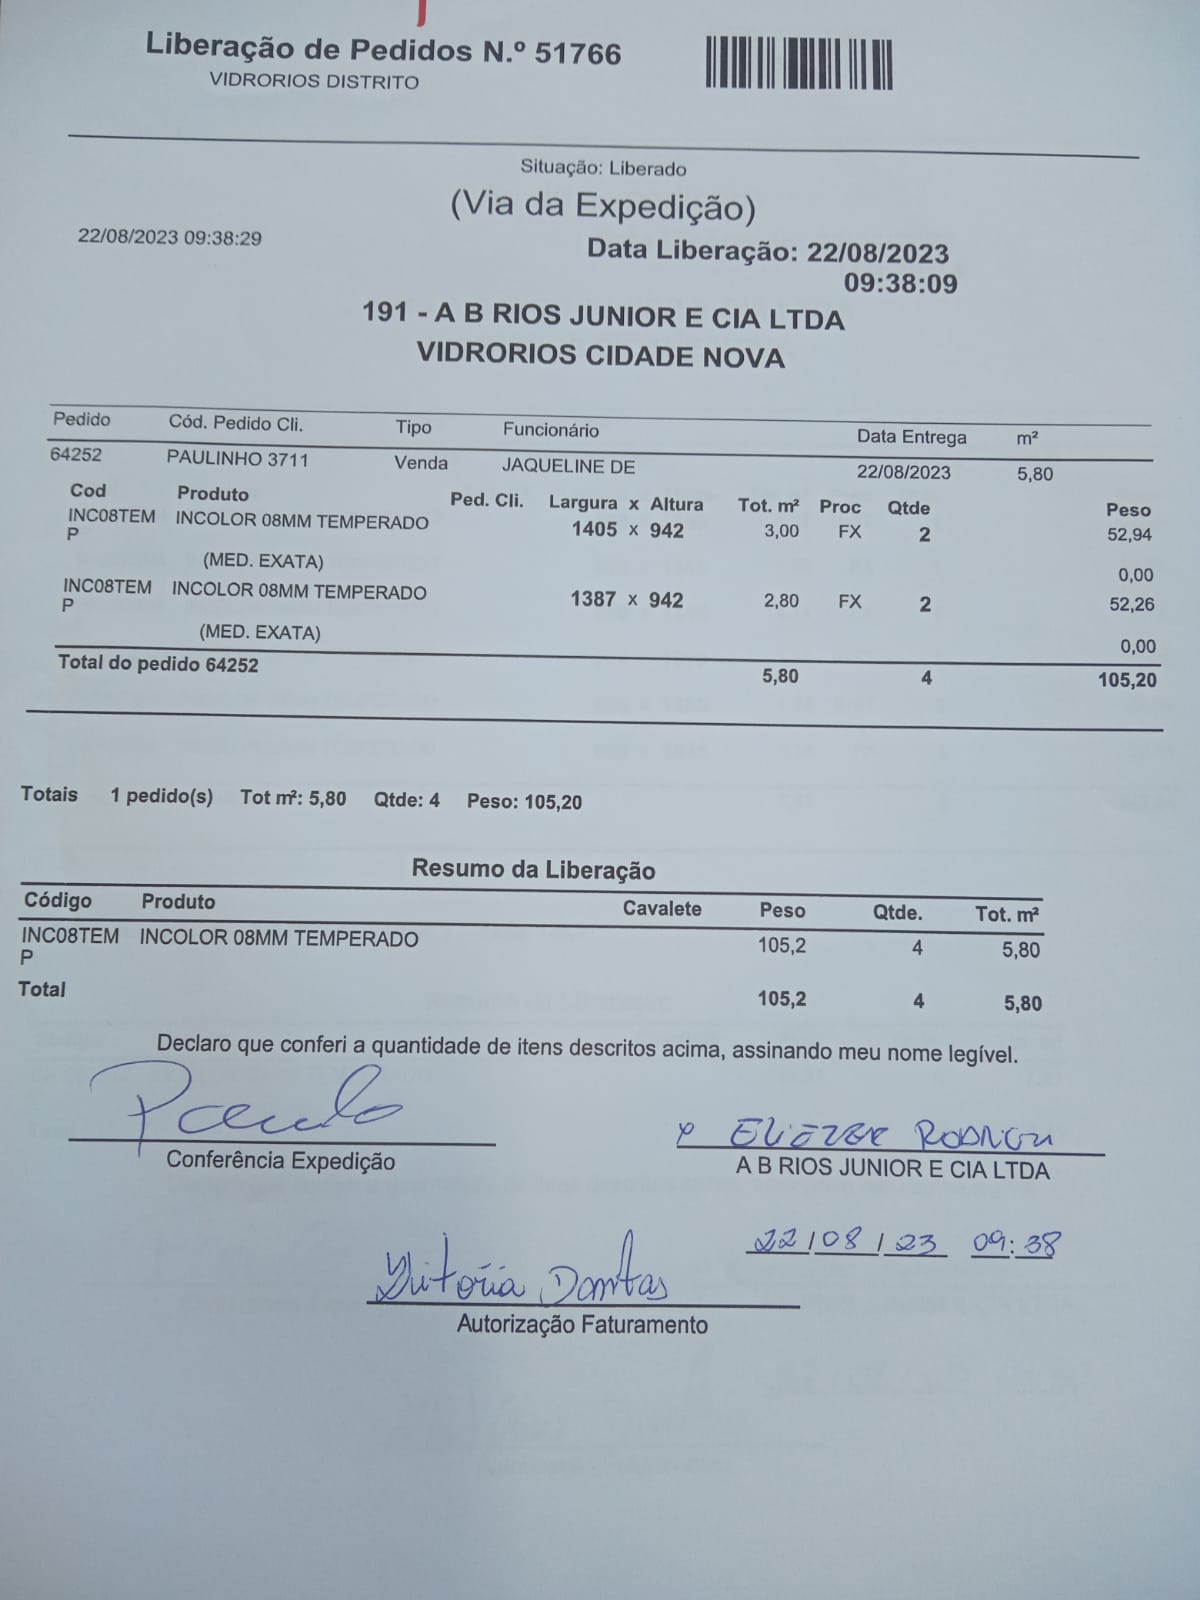 Liberação de Pedidos N.º 51766
VIDRORIOS DISTRITO
Situação: Liberado
(Via da Expedição)
22/08/2023 09:38:29
Data Liberação: 22/08/2023
09:38:09
191 - A B RIOS JUNIOR E CIA LTDA
VIDRORIOS CIDADE NOVA
Pedido Cód. Pedido Cli. Tipo Funcionário Data Entrega m²
64252 PAULINHO 3711 Venda JAQUELINE DE 22/08/2023 5,80
Cod Produto Ped. Cli. Largura x Altura Tot. m² Proc Qtde Peso
INC08TEM INCOLOR 08MM TEMPERADO 1405 x 942 3,00 FX 2 52,94
P
(MED. EXATA) 0,00
INC08TEM INCOLOR 08MM TEMPERADO 1387 x 942 2,80 FX 2 52,26
P
(MED. EXATA) 0,00
Total do pedido 64252 5,80 4 105,20
Totais 1 pedido(s) Tot m²: 5,80 Qtde: 4 Peso: 105,20
Resumo da Liberação
Código Produto Cavalete Peso Qtde. Tot. m²
INC08TEM INCOLOR 08MM TEMPERADO 105,2 4 5,80
P
Total 105,2 4 5,80
Declaro que conferi a quantidade de itens descritos acima, assinando meu nome legível.
Paulo ELIEZER
Conferência Expedição A B RIOS JUNIOR E CIA LTDA
22/08/23 09:38
Vitória Dantas
Autorização Faturamento